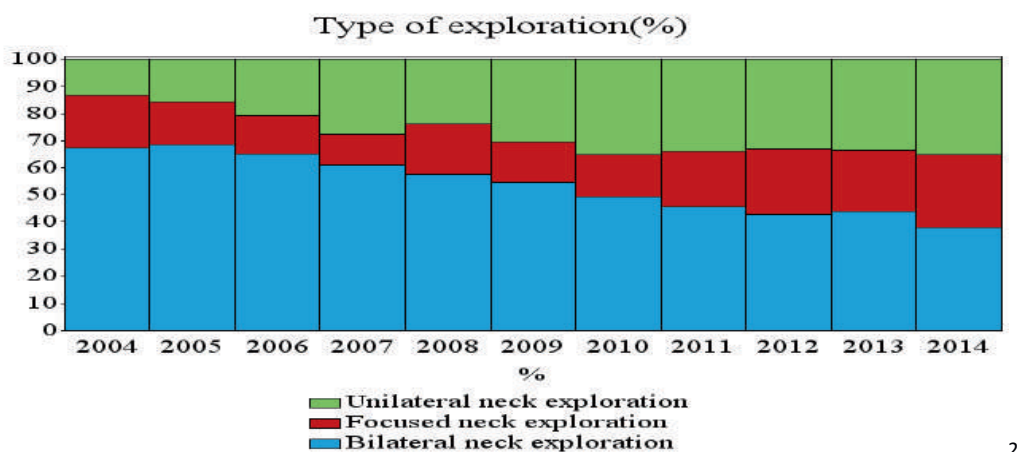 Type of exploration(%)
100
90
80
70
60
50
40
30
20
10
0
2004 2005 2006 2007 2008 2009 2010 2011 2012 2013 2014
%
Unilateral neck exploration
Focused neck exploration
Bilateral neck exploration
2